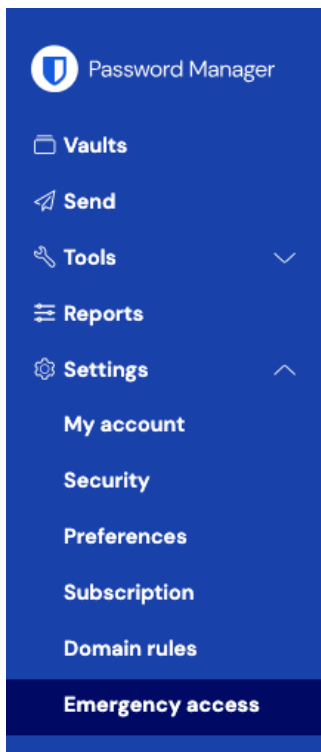 Password Manager
Vaults
Send
Tools
Reports
Settings
My account
Security
Preferences
Subscription
Domain rules
Emergency access